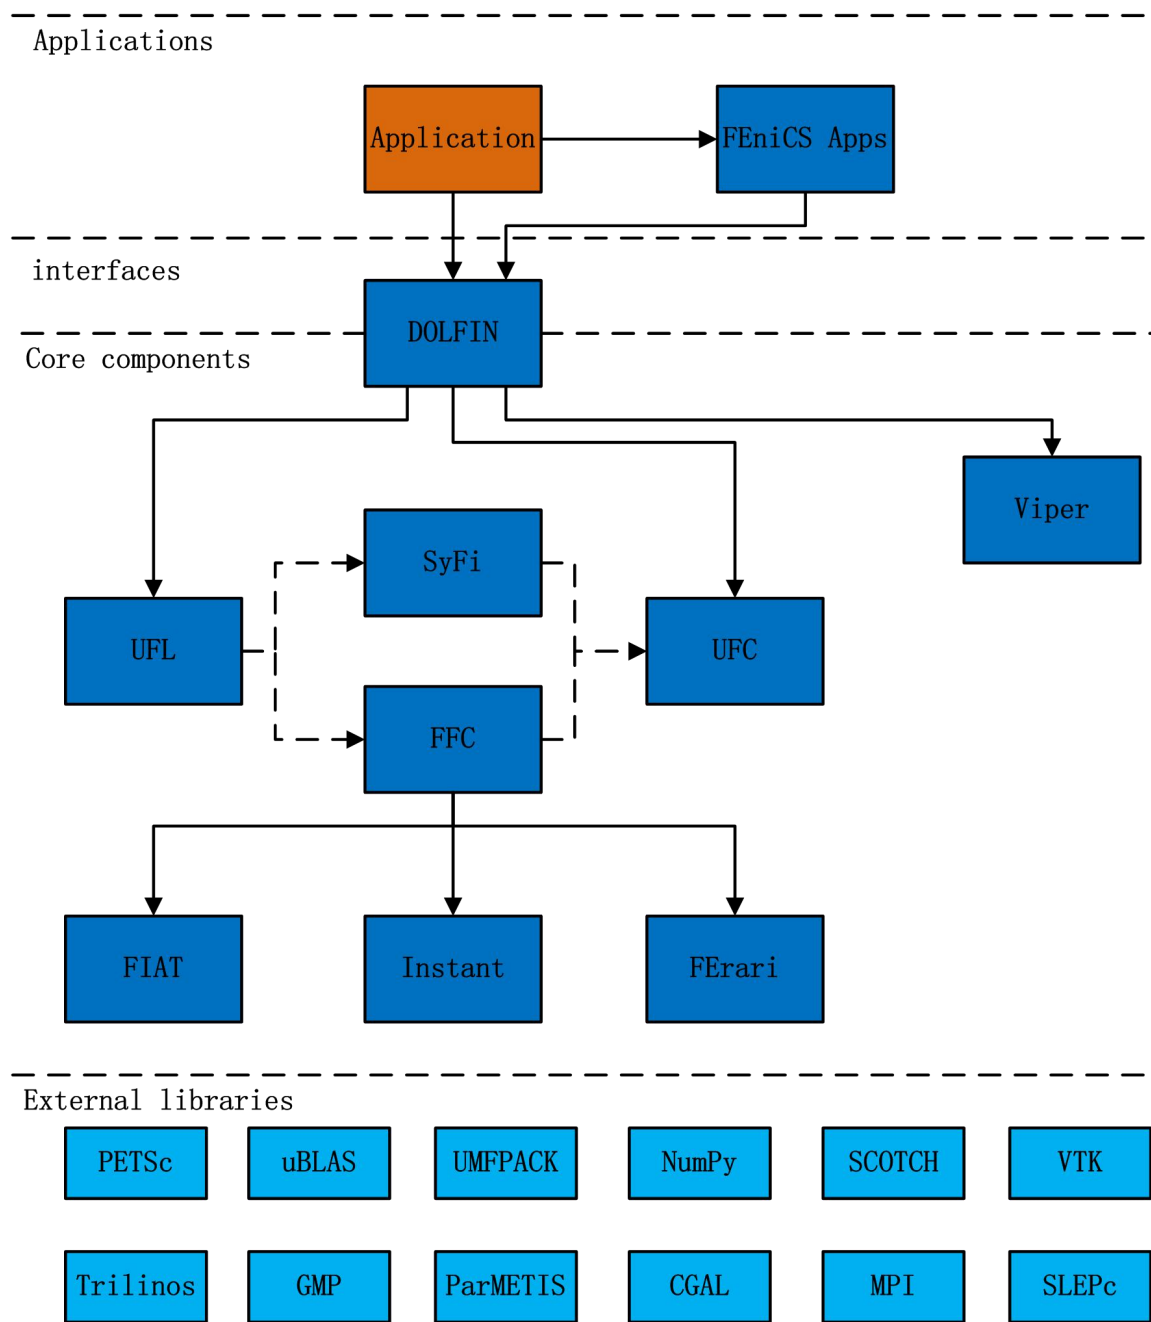 Applications
Application
FEniCS Apps
interfaces
DOLFIN
Core components
Viper
SyFi
UFL
UFC
FFC
FIAT
Instant
FErari
External libraries
PETSc
uBLAS
UMFPACK
NumPy
SCOTCH
VTK
Trilinos
GMP
ParMETIS
CGAL
MPI
SLEPc